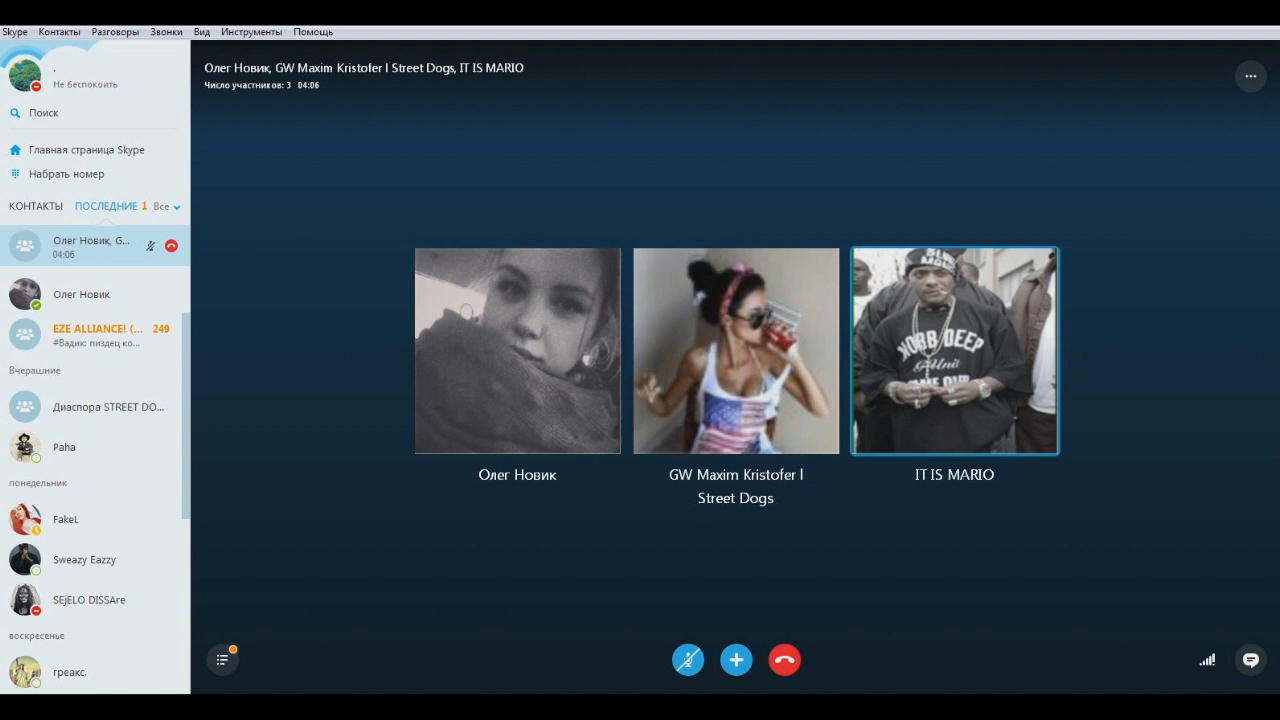 Skype Контакты Разговоры Звонки Вид Инструменты Помощь
.
Не беспокоить
Поиск
Главная страница Skype
Набрать номер
КОНТАКТЫ ПОСЛЕДНИЕ 1 Все
Олег Новик, G...
04:06
Олег Новик
EZE ALLIANCE! (... 249
#Вадик: пиздец ко...
Вчерашние
Диаспора STREET DO...
Paha
понедельник
FakeL
Sweazy Eazzy
SEjELO DISSAre
воскресенье
греакс.
Олег Новик, GW Maxim Kristofer l Street Dogs, IT IS MARIO
Число участников: 3 04:06
MOBB DEEP
G-Unit
Олег Новик
GW Maxim Kristofer l
Street Dogs
IT IS MARIO